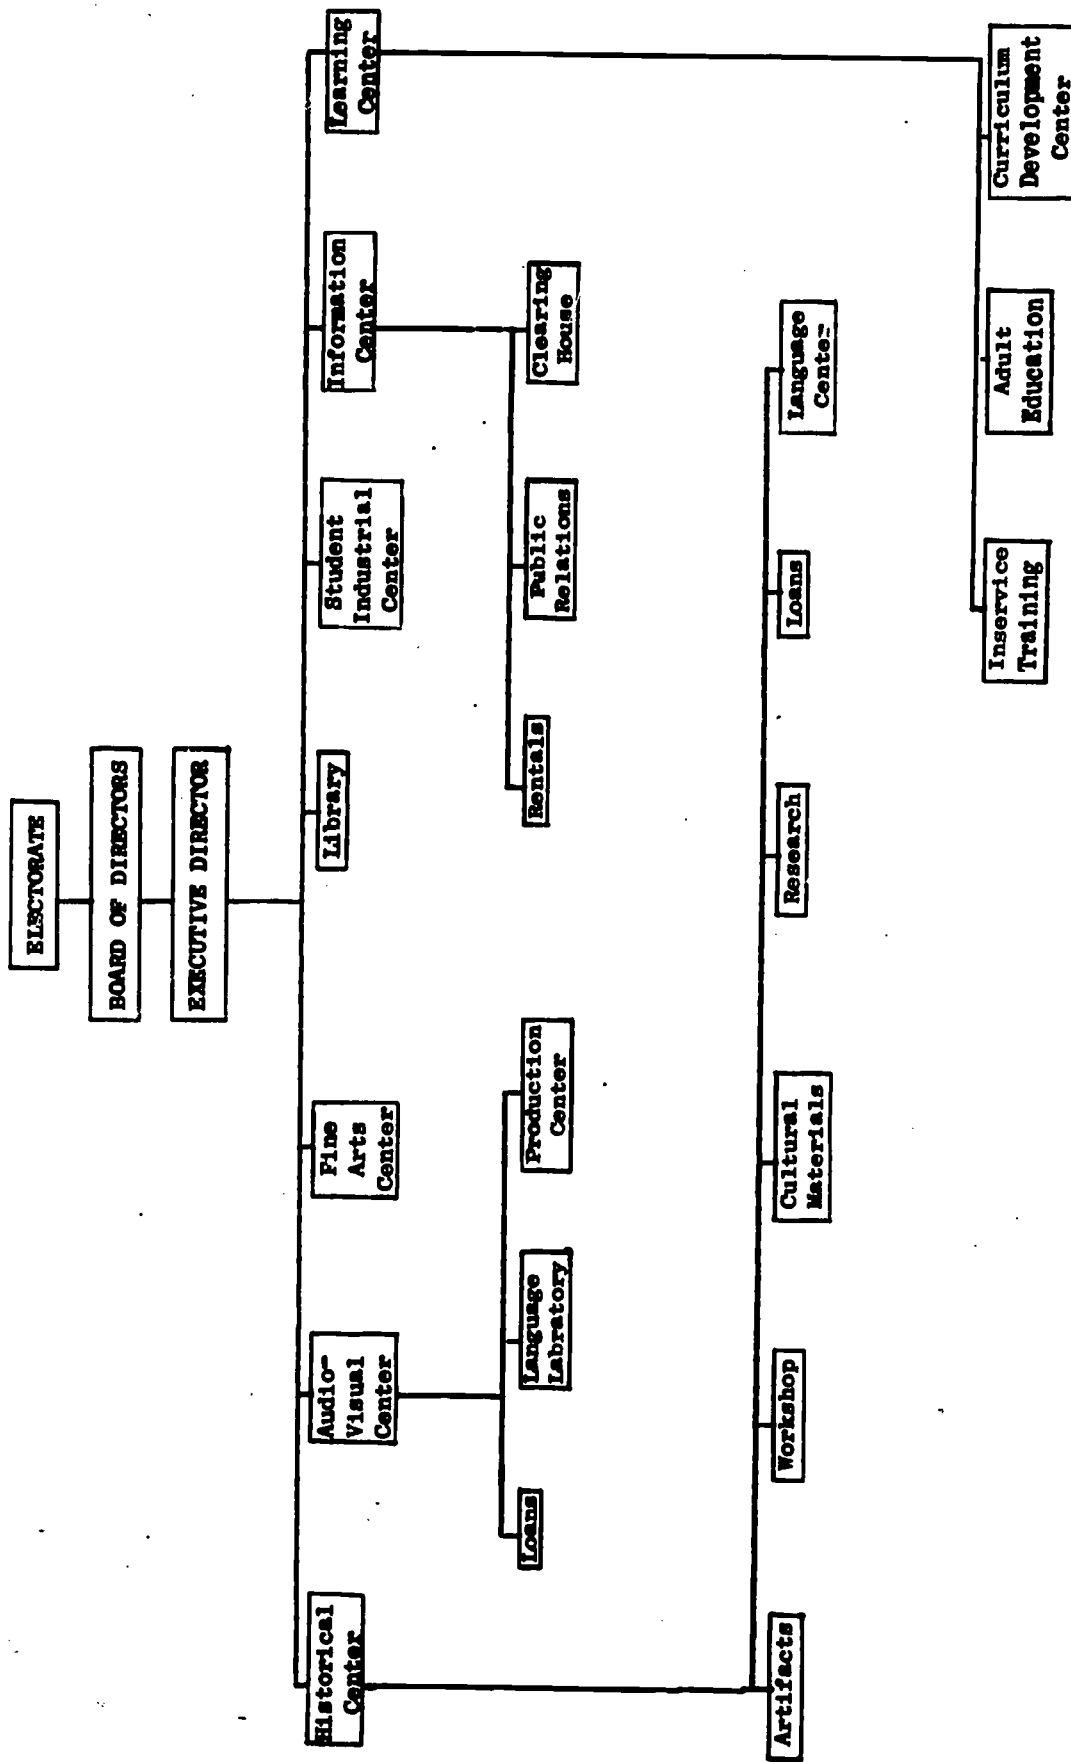 ELECTORATE
BOARD OF DIRECTORS
EXECUTIVE DIRECTOR
Historical
Center
Audio-
Visual
Center
Fine
Arts
Center
Library
Student
Industrial
Center
Information
Center
Learning
Center
Loans
Language
Labratory
Production
Center
Rentals
Public
Relations
Clearing
House
Artifacts
Workshop
Cultural
Materials
Research
Loans
Language
Center
Inservice
Training
Adult
Education
Curriculum
Development
Center